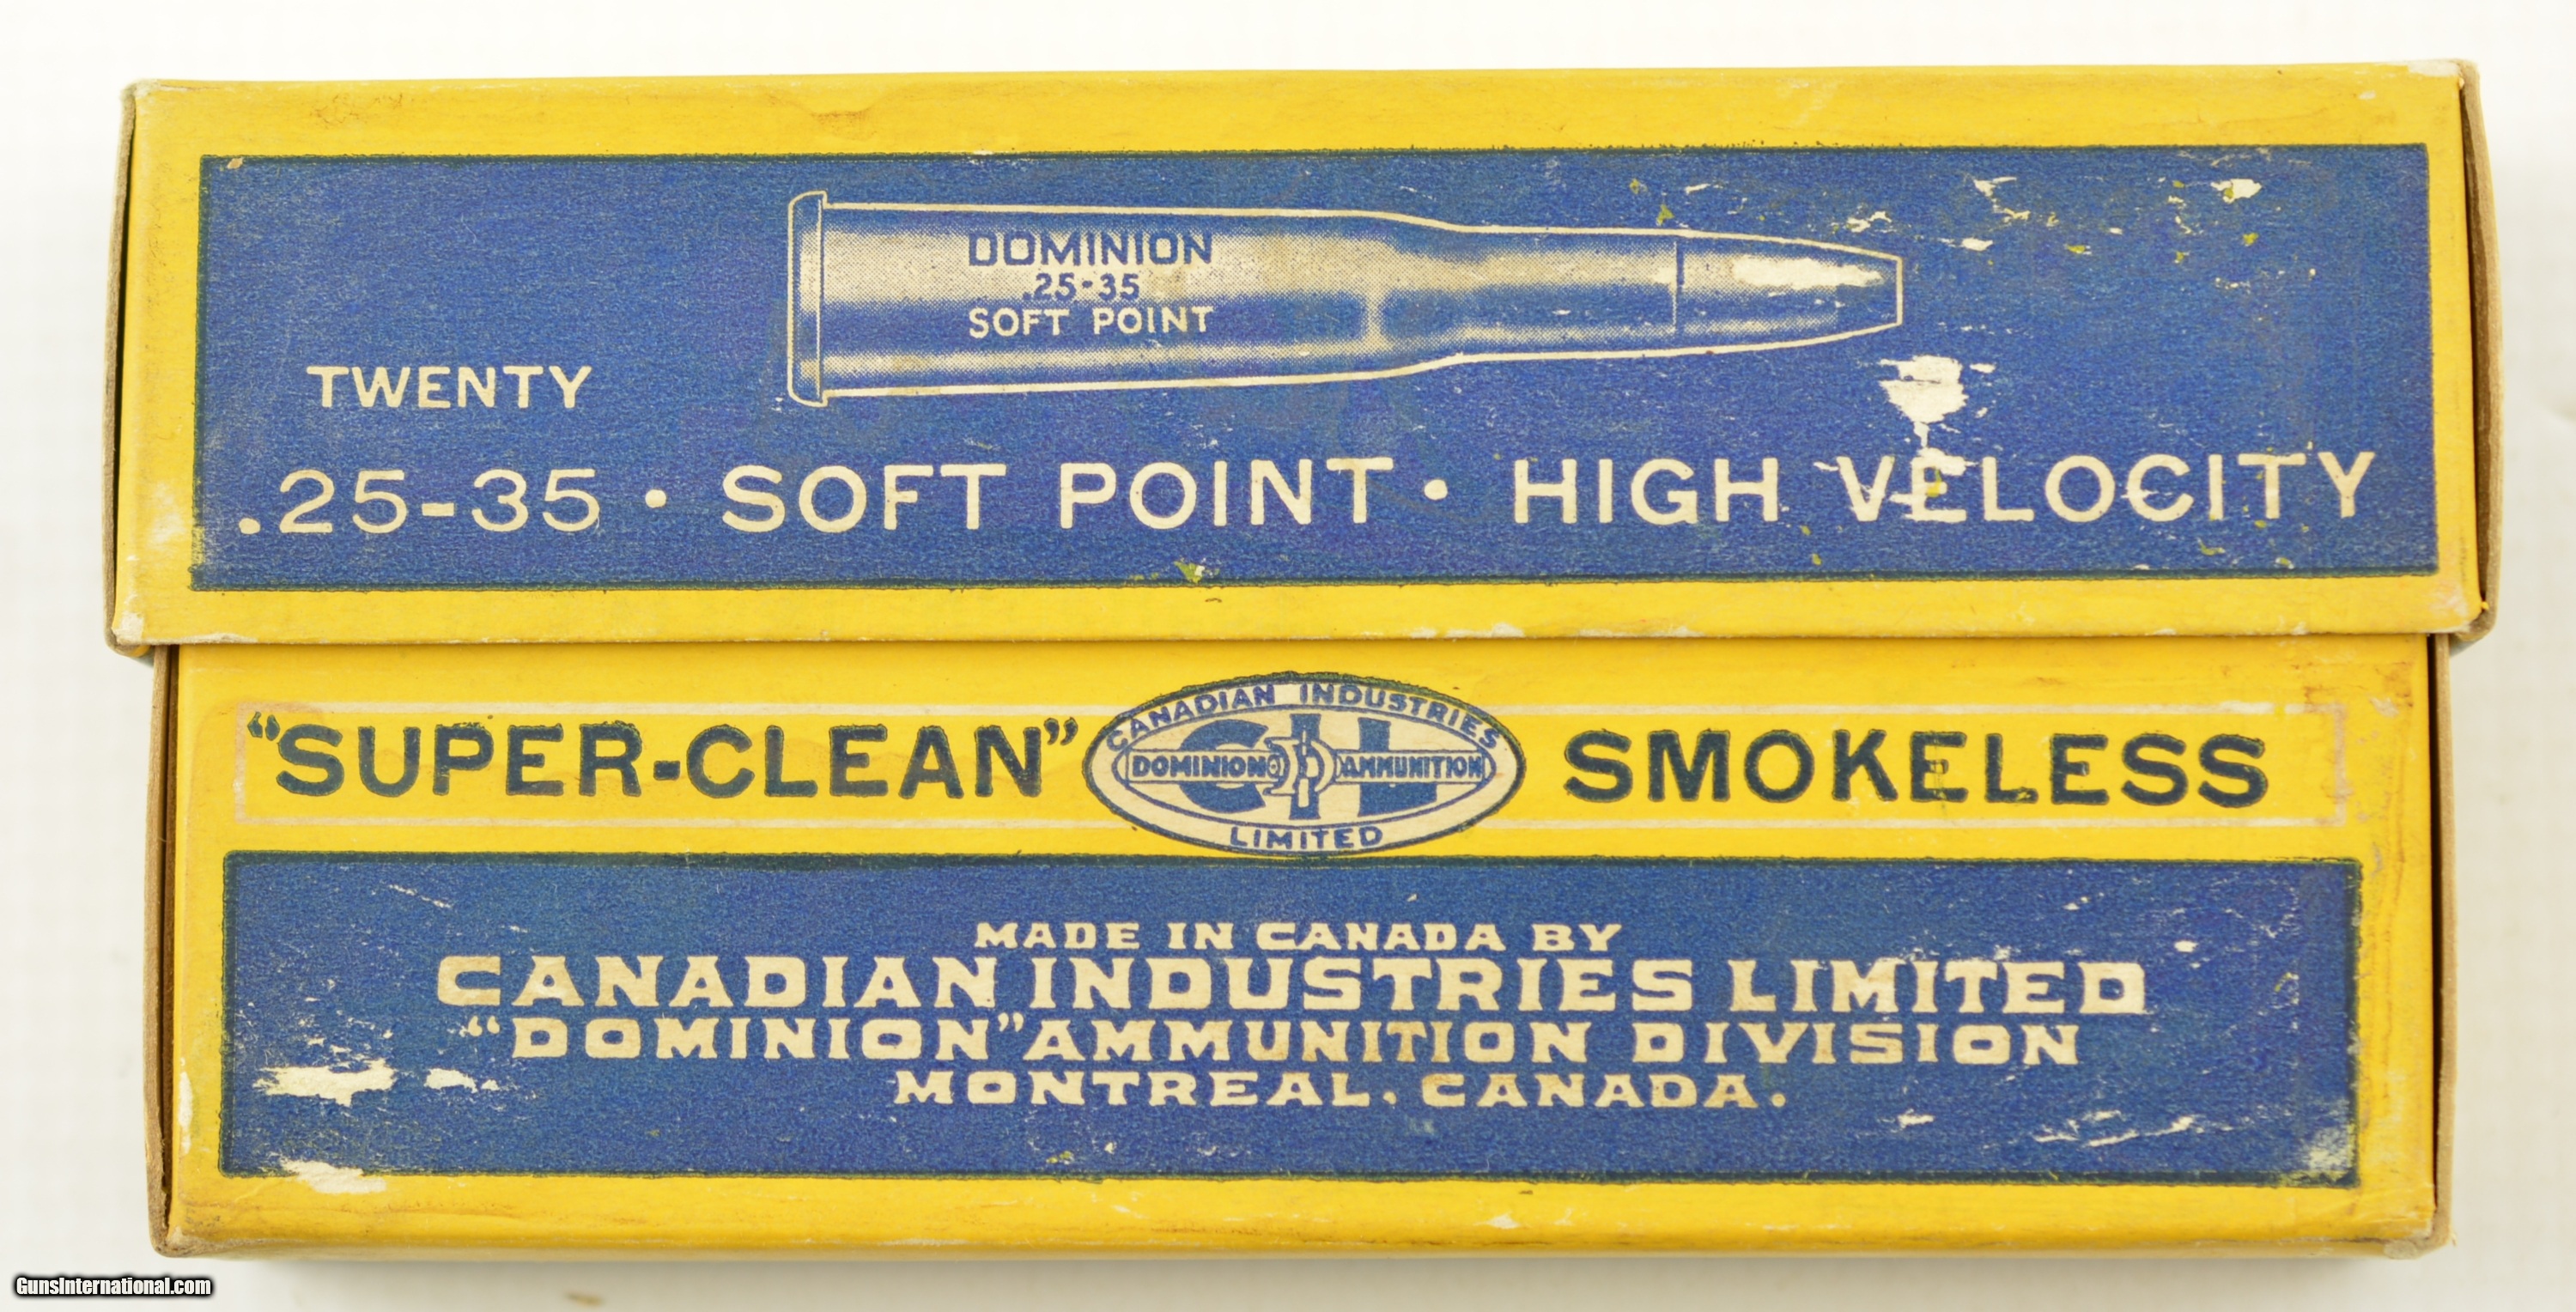 DOMINION
.25-35
SOFT POINT
TWENTY
.25-35 • SOFT POINT • HIGH VELOCITY
"SUPER-CLEAN" SMOKELESS
CANADIAN INDUSTRIES
CIL
DOMINION AMMUNITION
LIMITED
MADE IN CANADA BY
CANADIAN INDUSTRIES LIMITED
"DOMINION" AMMUNITION DIVISION
MONTREAL. CANADA.
GunsInternational.com